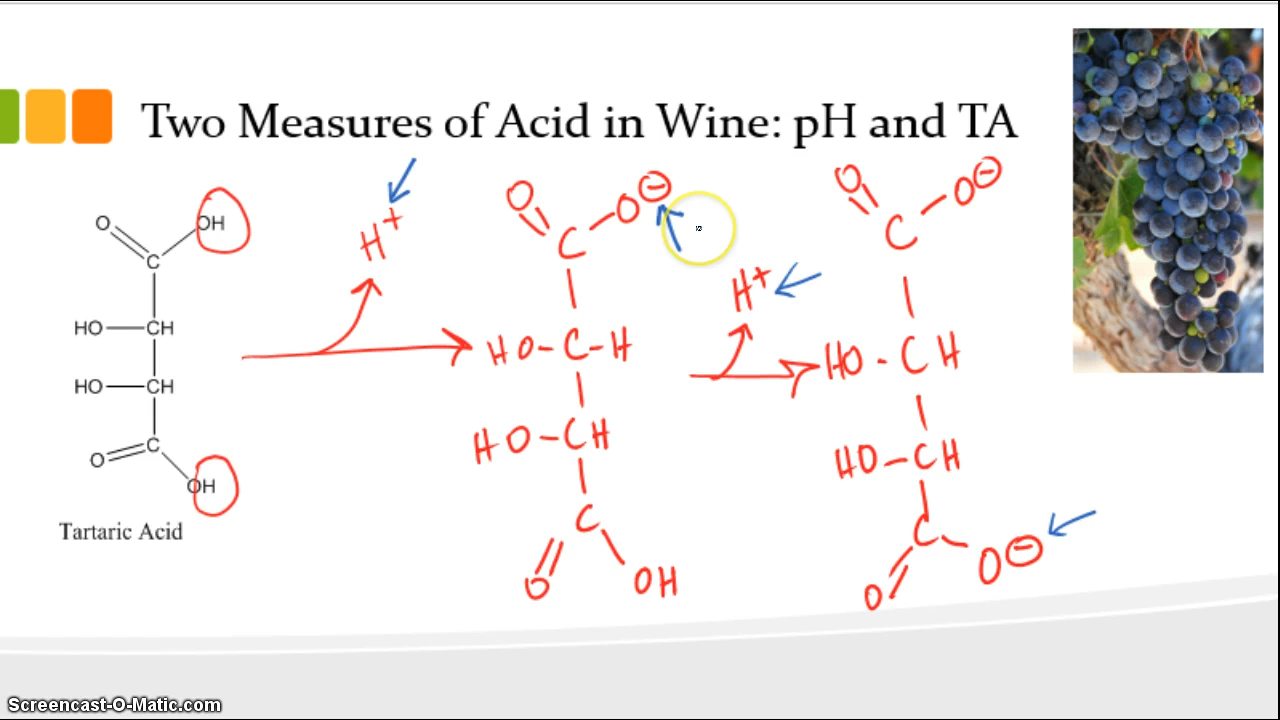 Two Measures of Acid in Wine: pH and TA
O OH
C
HO CH
HO CH
C
O OH
Tartaric Acid
H+
O O⊖
C
HO-C-H
HO-CH
C
O OH
H+
O O⊖
C
HO-CH
HO-CH
C
O O⊖
Screencast-O-Matic.com